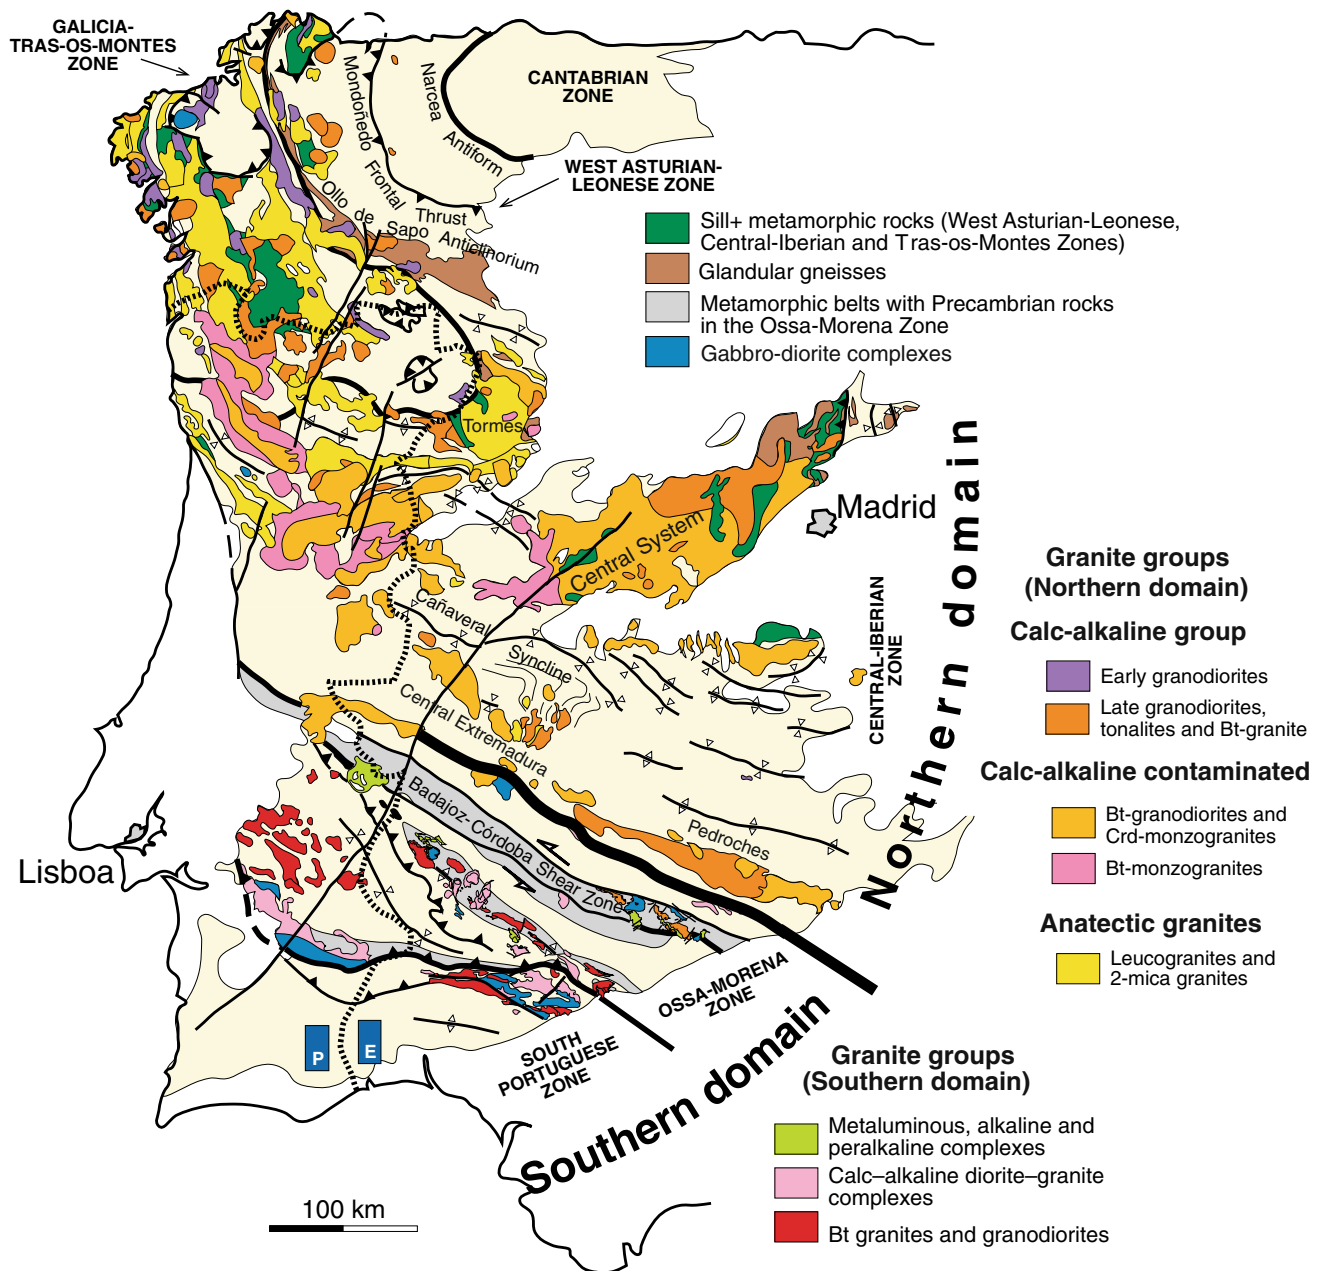 GALICIA-
TRAS-OS-MONTES
ZONE
Mondoñedo Frontal Thrust
Narcea Antiform
CANTABRIAN
ZONE
WEST ASTURIAN-
LEONESE ZONE
Ollo de Sapo Anticlinorium
Sill+ metamorphic rocks (West Asturian-Leonese,
Central-Iberian and Tras-os-Montes Zones)
Glandular gneisses
Metamorphic belts with Precambrian rocks
in the Ossa-Morena Zone
Gabbro-diorite complexes
Tormes
Madrid
Central System
Cañaveral
Syncline
Central Extremadura
CENTRAL-IBERIAN
ZONE
Northern domain
Badajoz-Córdoba Shear Zone
Pedroches
Lisboa
OSSA-MORENA
ZONE
SOUTH
PORTUGUESE
ZONE
Southern domain
P
E
100 km
Granite groups
(Northern domain)
Calc-alkaline group
Early granodiorites
Late granodiorites,
tonalites and Bt-granite
Calc-alkaline contaminated
Bt-granodiorites and
Crd-monzogranites
Bt-monzogranites
Anatectic granites
Leucogranites and
2-mica granites
Granite groups
(Southern domain)
Metaluminous, alkaline and
peralkaline complexes
Calc–alkaline diorite–granite
complexes
Bt granites and granodiorites